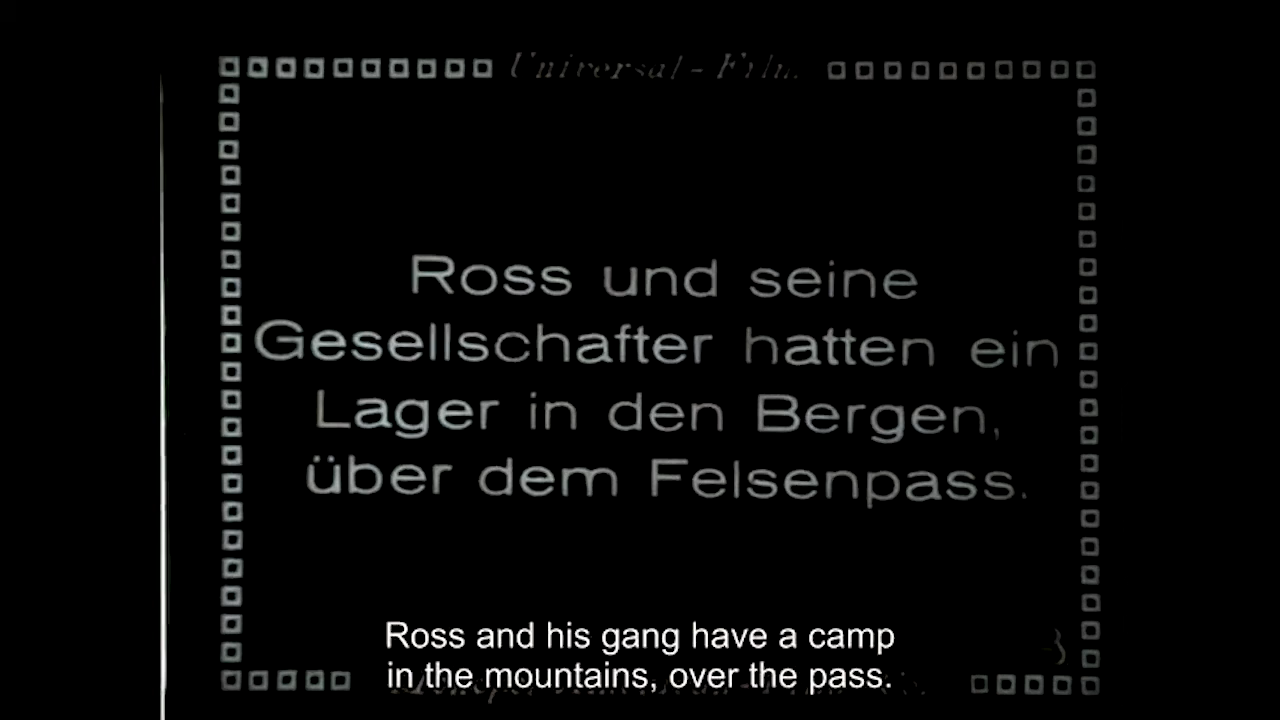 Universal-Film
Ross und seine
Gesellschafter hatten ein
Lager in den Bergen,
über dem Felsenpass.
Ross and his gang have a camp
in the mountains, over the pass.